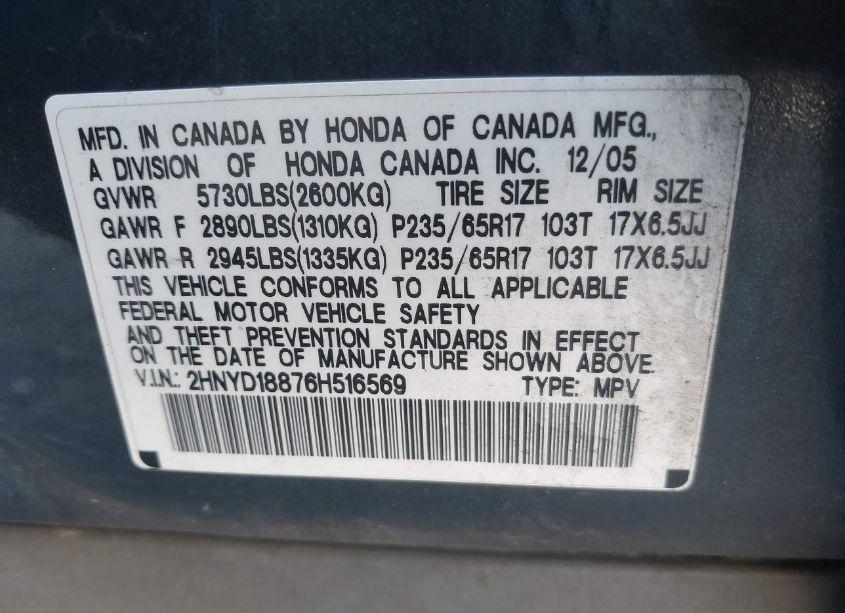 MFD. IN CANADA BY HONDA OF CANADA MFG.,
A DIVISION OF HONDA CANADA INC. 12/05
GVWR 5730LBS(2600KG) TIRE SIZE RIM SIZE
GAWR F 2890LBS(1310KG) P235/65R17 103T 17X6.5JJ
GAWR R 2945LBS(1335KG) P235/65R17 103T 17X6.5JJ
THIS VEHICLE CONFORMS TO ALL APPLICABLE
FEDERAL MOTOR VEHICLE SAFETY
AND THEFT PREVENTION STANDARDS IN EFFECT
ON THE DATE OF MANUFACTURE SHOWN ABOVE.
V.I.N.: 2HNYD18876H516569 TYPE: MPV